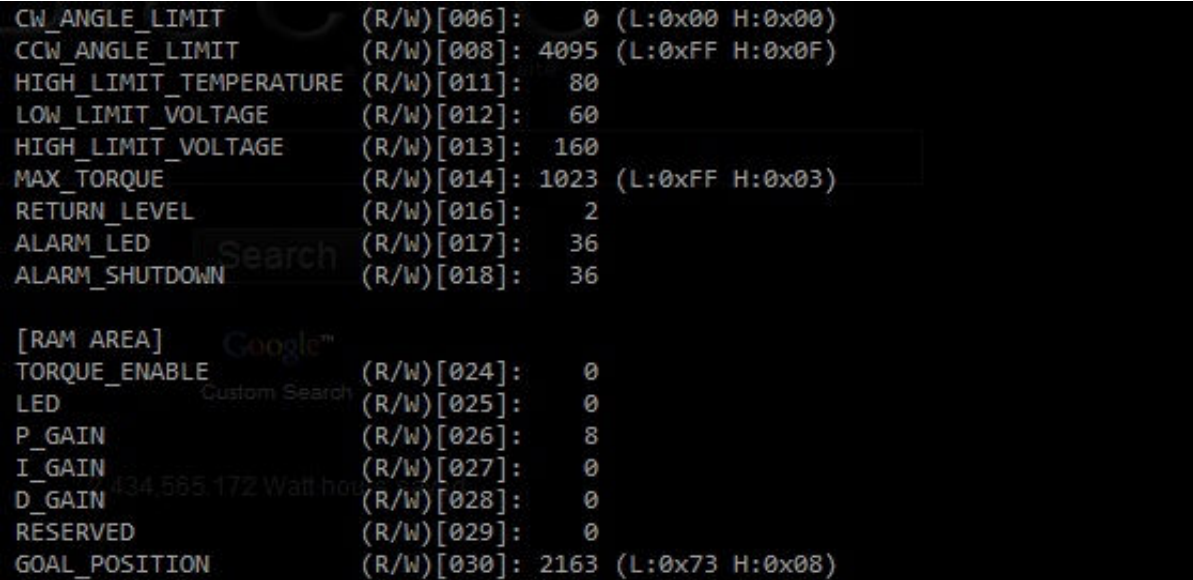 CW_ANGLE_LIMIT (R/W)[006]: 0 (L:0x00 H:0x00)
CCW_ANGLE_LIMIT (R/W)[008]: 4095 (L:0xFF H:0x0F)
HIGH_LIMIT_TEMPERATURE (R/W)[011]: 80
LOW_LIMIT_VOLTAGE (R/W)[012]: 60
HIGH_LIMIT_VOLTAGE (R/W)[013]: 160
MAX_TORQUE (R/W)[014]: 1023 (L:0xFF H:0x03)
RETURN_LEVEL (R/W)[016]: 2
ALARM_LED (R/W)[017]: 36
Search
ALARM_SHUTDOWN (R/W)[018]: 36
[RAM AREA]
Google™
TORQUE_ENABLE (R/W)[024]: 0
Custom Search
LED (R/W)[025]: 0
P_GAIN (R/W)[026]: 8
I_GAIN (R/W)[027]: 0
434,565.172 Watt hours
D_GAIN (R/W)[028]: 0
RESERVED (R/W)[029]: 0
GOAL_POSITION (R/W)[030]: 2163 (L:0x73 H:0x08)